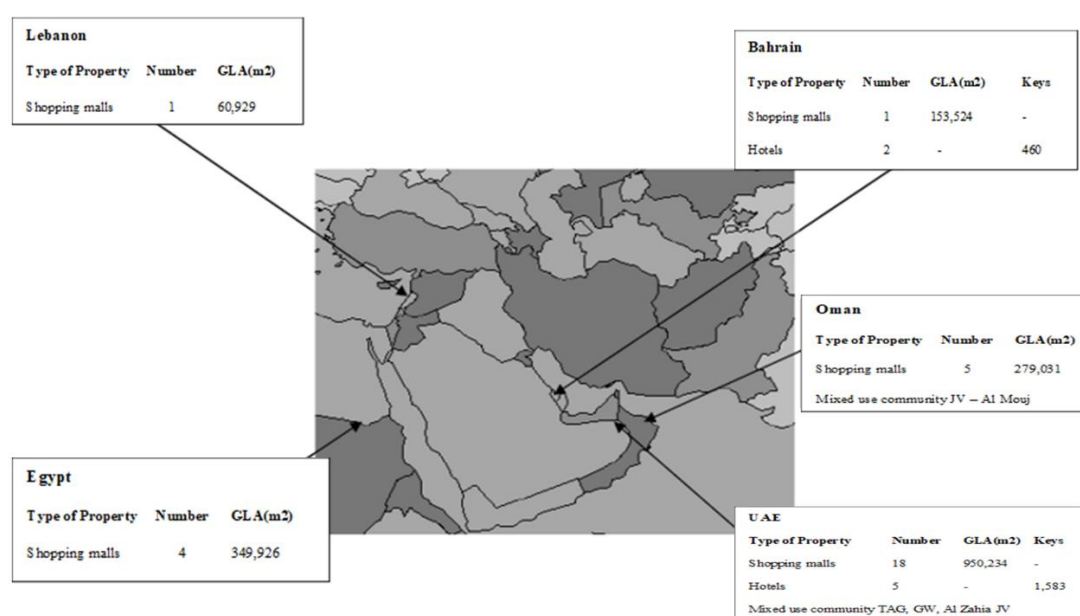 Lebanon
Type of Property Number GLA(m2)
Shopping malls 1 60,929
Bahrain
Type of Property Number GLA(m2) Keys
Shopping malls 1 153,524 -
Hotels 2 - 460
Oman
Type of Property Number GLA(m2)
Shopping malls 5 279,031
Mixed use community JV – Al Mouj
Egypt
Type of Property Number GLA(m2)
Shopping malls 4 349,926
UAE
Type of Property Number GLA(m2) Keys
Shopping malls 18 950,234 -
Hotels 5 - 1,583
Mixed use community TAG, GW, Al Zahia JV